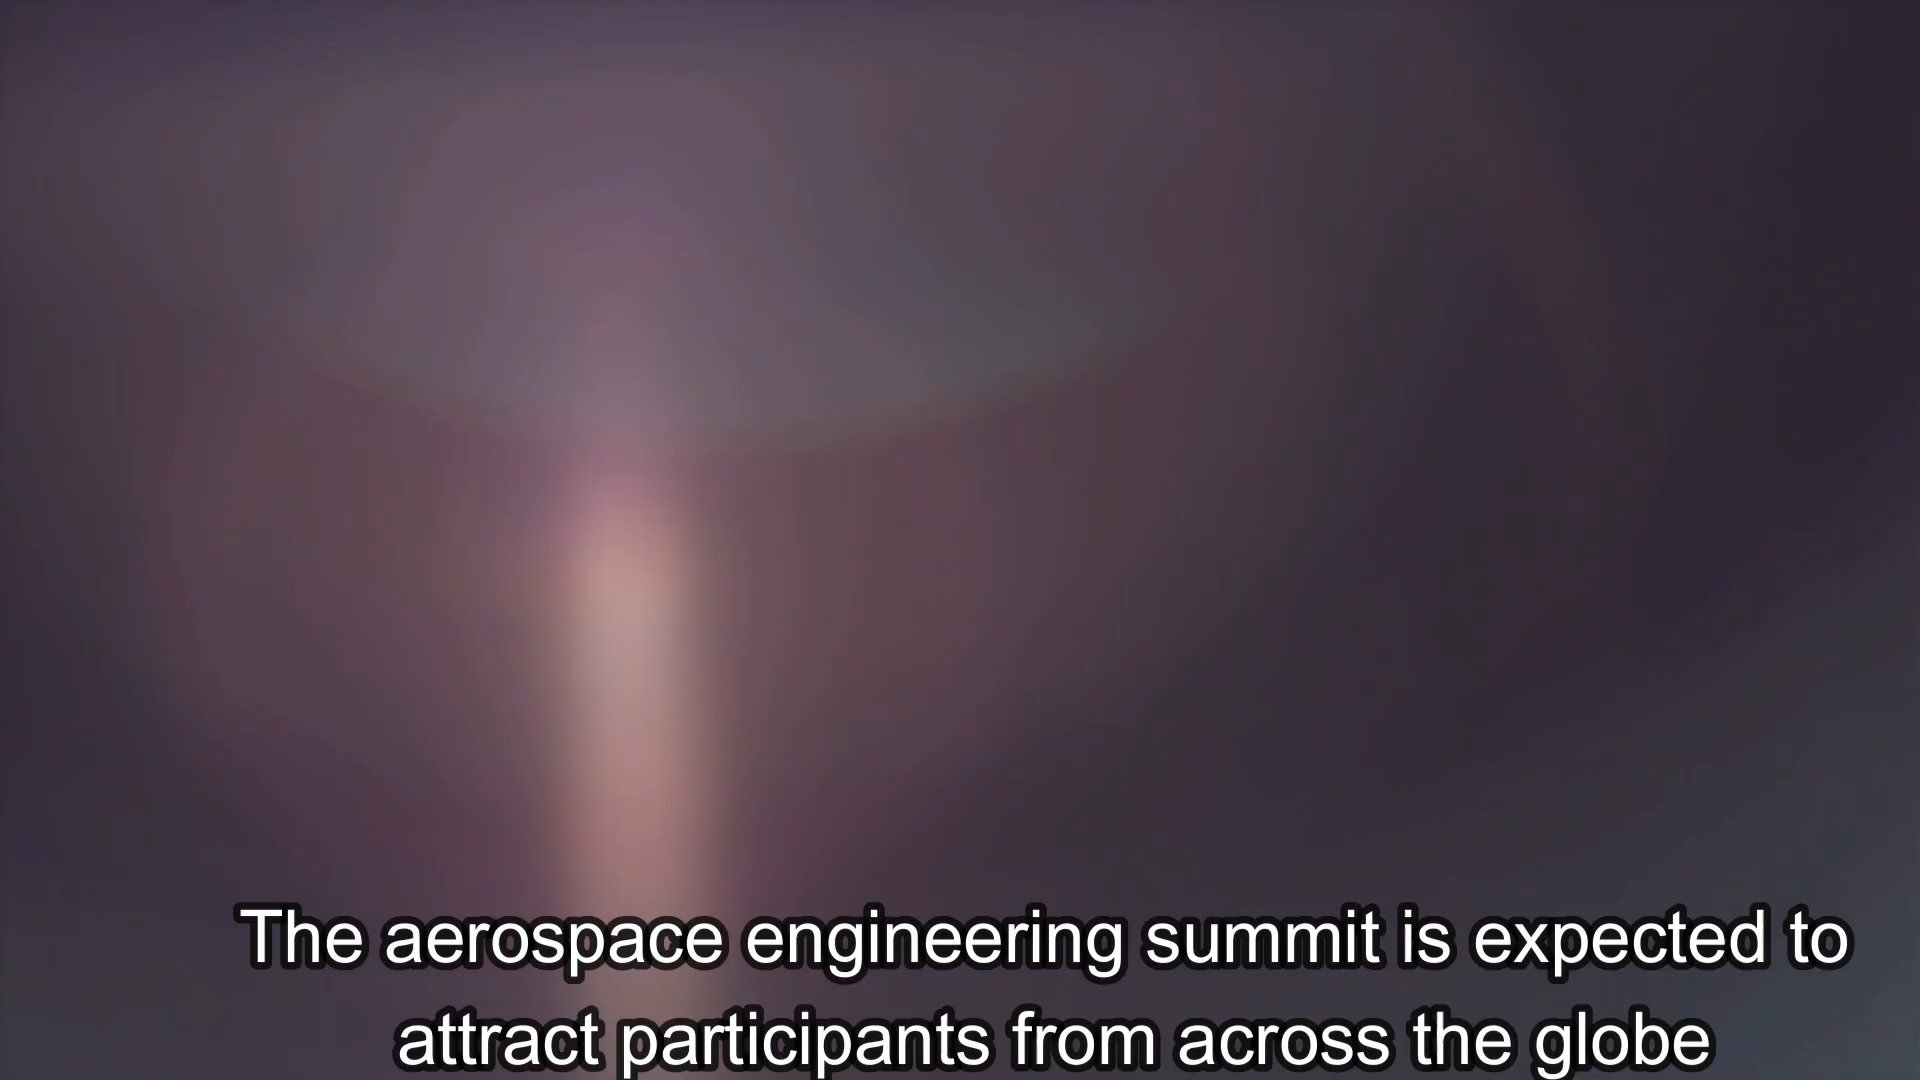 The aerospace engineering summit is expected to
attract participants from across the globe